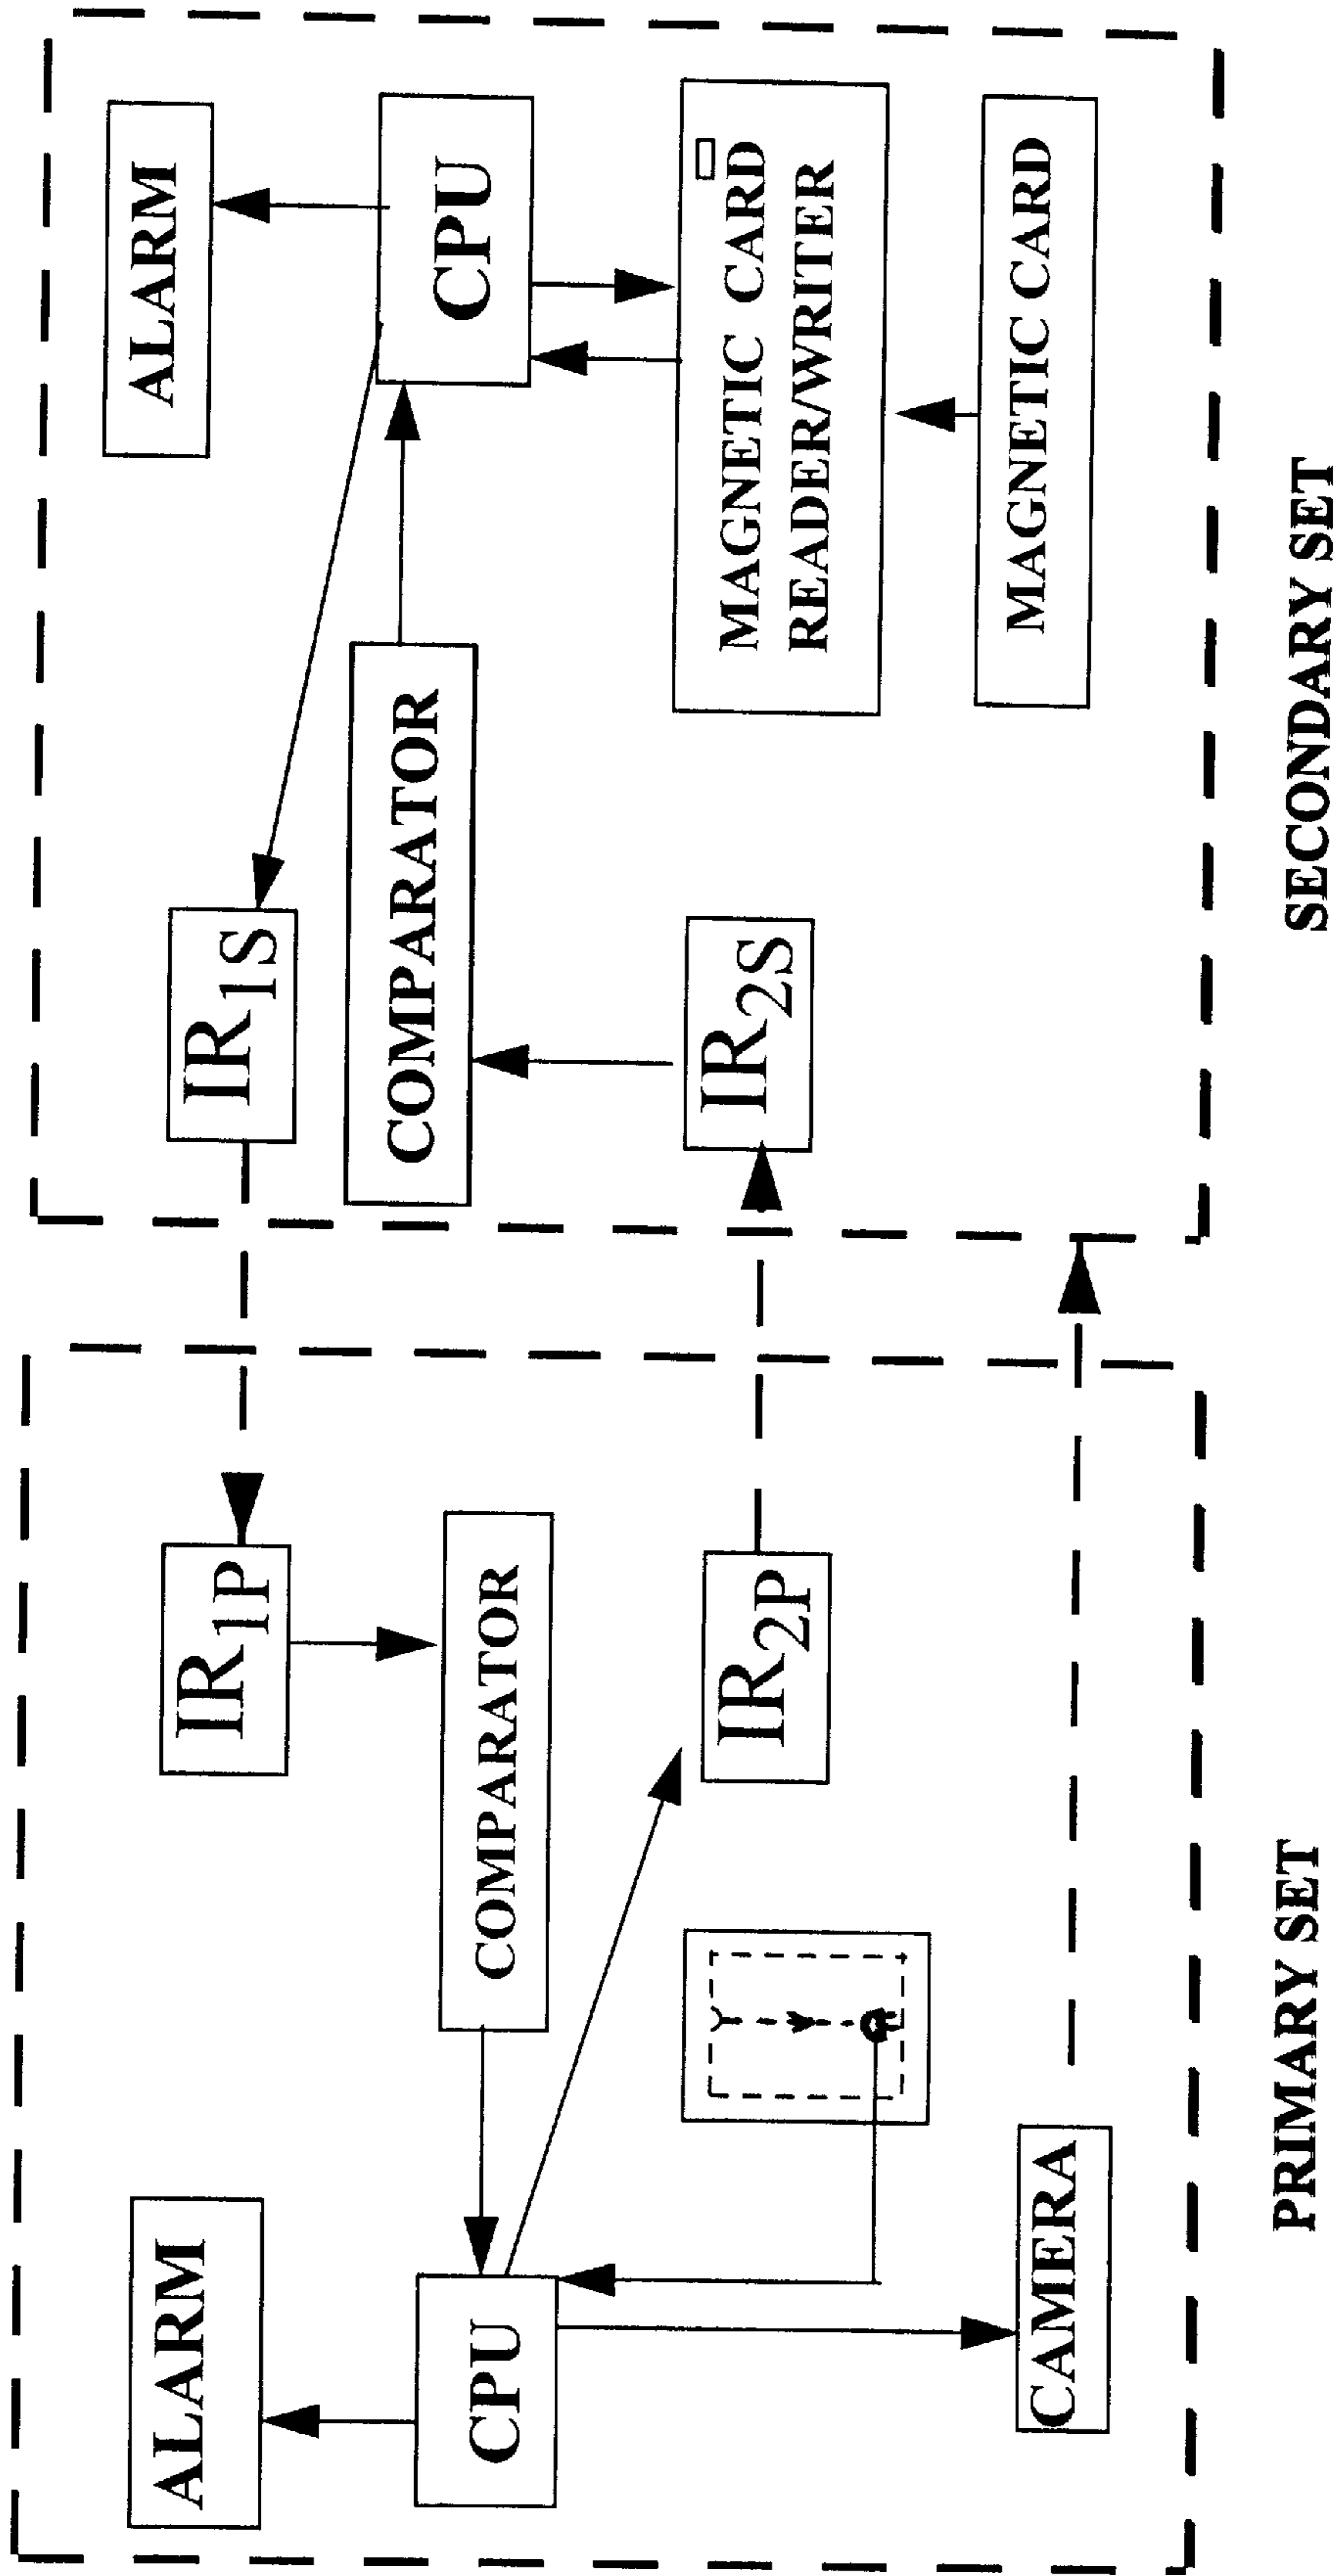 ALARM
CPU
CAMERA
COMPARATOR
IR1P
IR2P
PRIMARY SET
IR1S
COMPARATOR
IR2S
ALARM
CPU
MAGNETIC CARD
READER/WRITER
MAGNETIC CARD
SECONDARY SET